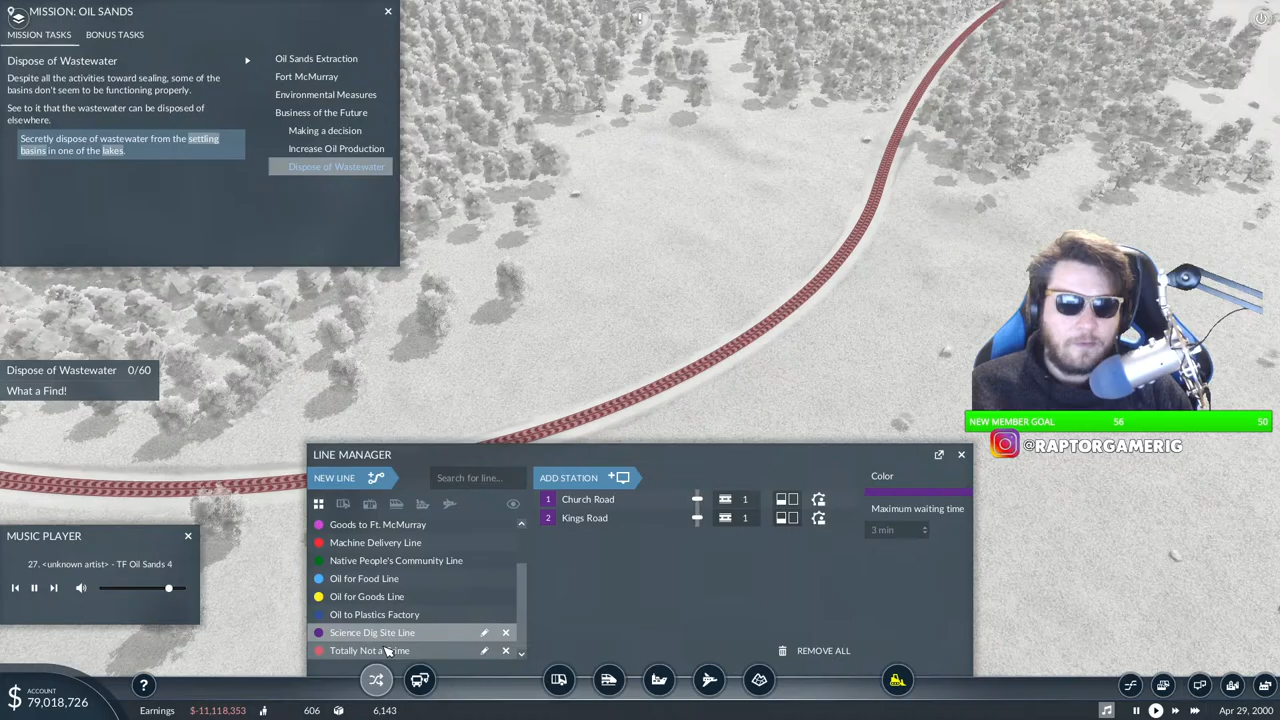 MISSION: OIL SANDS
MISSION TASKS
BONUS TASKS
Dispose of Wastewater
Despite all the activities toward sealing, some of the
basins don't seem to be functioning properly.
See to it that the wastewater can be disposed of
elsewhere.
Secretly dispose of wastewater from the settling
basins in one of the lakes.
Oil Sands Extraction
Fort McMurray
Environmental Measures
Business of the Future
Making a decision
Increase Oil Production
Dispose of Wastewater
Dispose of Wastewater 0/60
What a Find!
NEW MEMBER GOAL 56 50
@RAPTORGAMERIG
MUSIC PLAYER
27. <unknown artist> - TF Oil Sands 4
LINE MANAGER
NEW LINE
Search for line...
ADD STATION
Goods to Ft. McMurray
Machine Delivery Line
Native People's Community Line
Oil for Food Line
Oil for Goods Line
Oil to Plastics Factory
Science Dig Site Line
Totally Not a
1 Church Road 1
2 Kings Road 1
Color
Maximum waiting time
3 min
REMOVE ALL
$ ACCOUNT
79,018,726
?
Earnings $-11,118,353 606 6,143
Apr 29, 2000